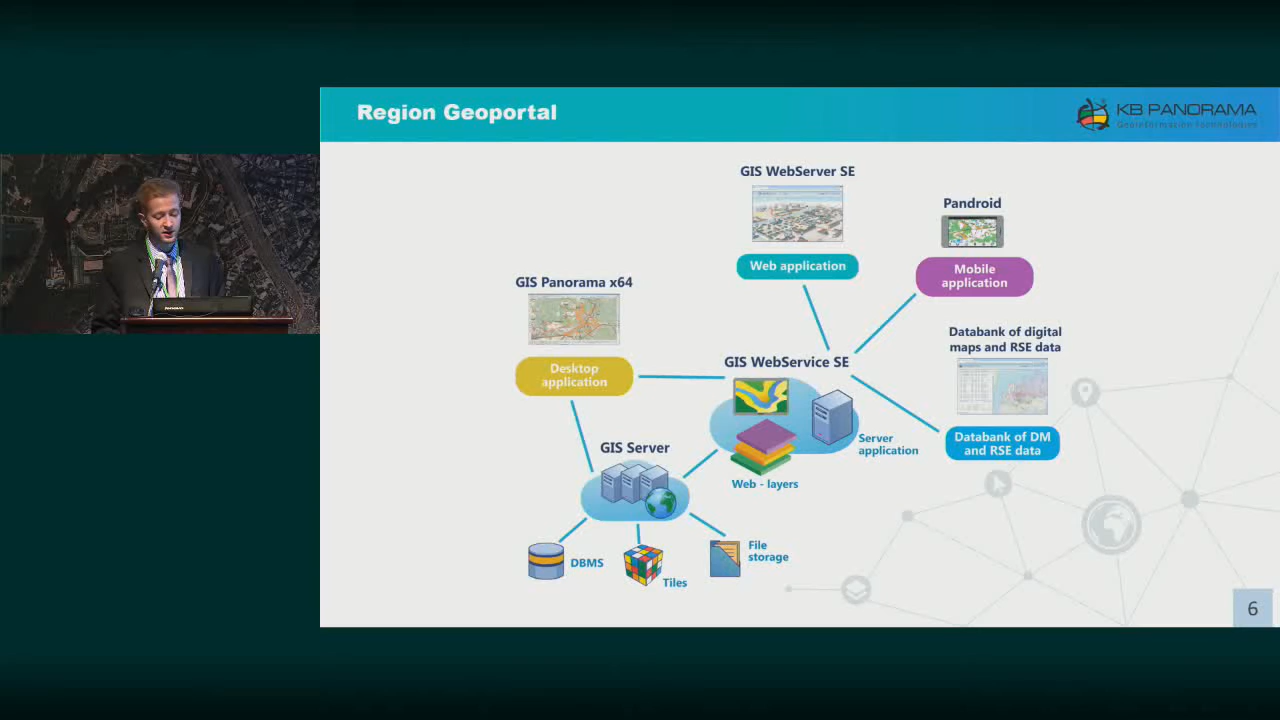 Region Geoportal
KB PANORAMA
Geoinformation technologies
GIS WebServer SE
Web application
Pandroid
Mobile
application
GIS Panorama x64
Desktop
application
Databank of digital
maps and RSE data
Databank of DM
and RSE data
GIS WebService SE
Server
application
Web - layers
GIS Server
DBMS
Tiles
File
storage
6
lenovo